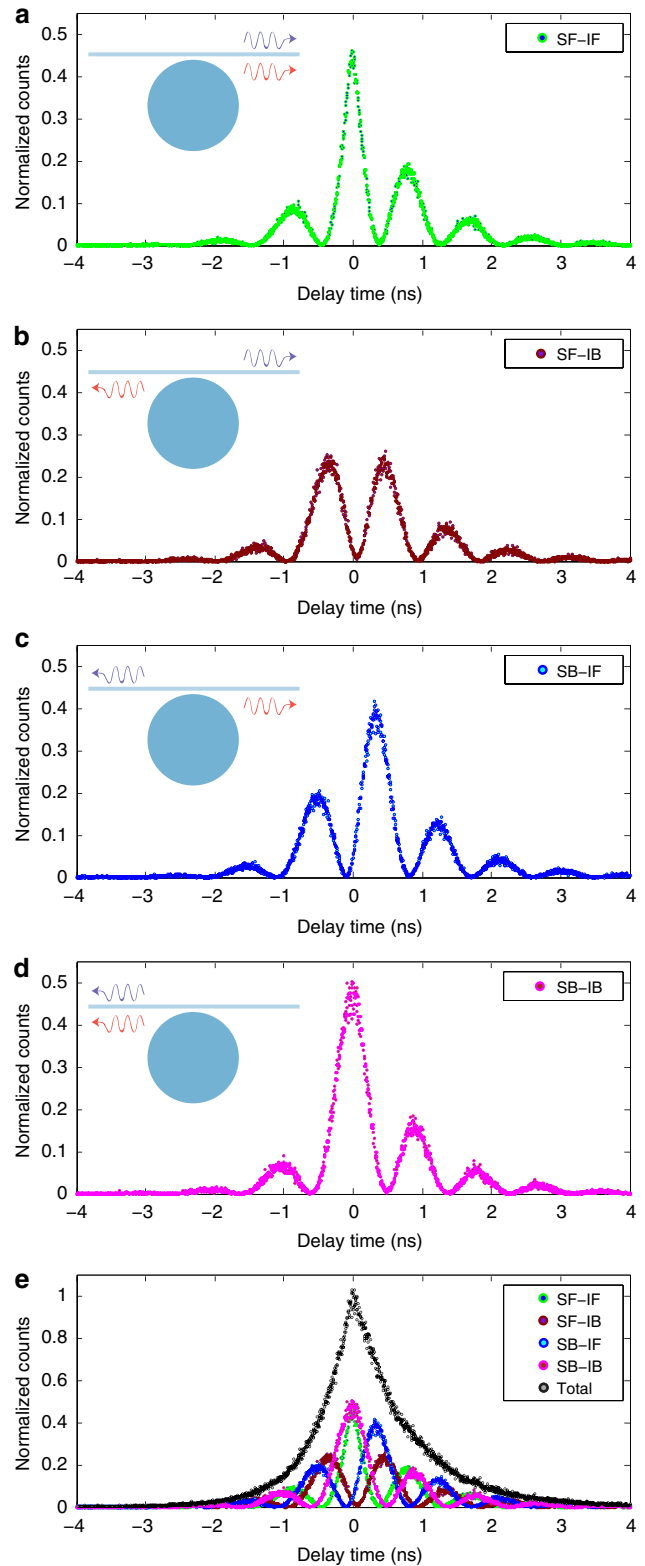 a
0.5
0.4
0.3
0.2
0.1
0
Normalized counts
SF–IF
–4 –3 –2 –1 0 1 2 3 4
Delay time (ns)
b
0.5
0.4
0.3
0.2
0.1
0
Normalized counts
SF–IB
–4 –3 –2 –1 0 1 2 3 4
Delay time (ns)
c
0.5
0.4
0.3
0.2
0.1
0
Normalized counts
SB–IF
–4 –3 –2 –1 0 1 2 3 4
Delay time (ns)
d
0.5
0.4
0.3
0.2
0.1
0
Normalized counts
SB–IB
–4 –3 –2 –1 0 1 2 3 4
Delay time (ns)
e
1
0.8
0.6
0.4
0.2
0
Normalized counts
SF–IF
SF–IB
SB–IF
SB–IB
Total
–4 –3 –2 –1 0 1 2 3 4
Delay time (ns)